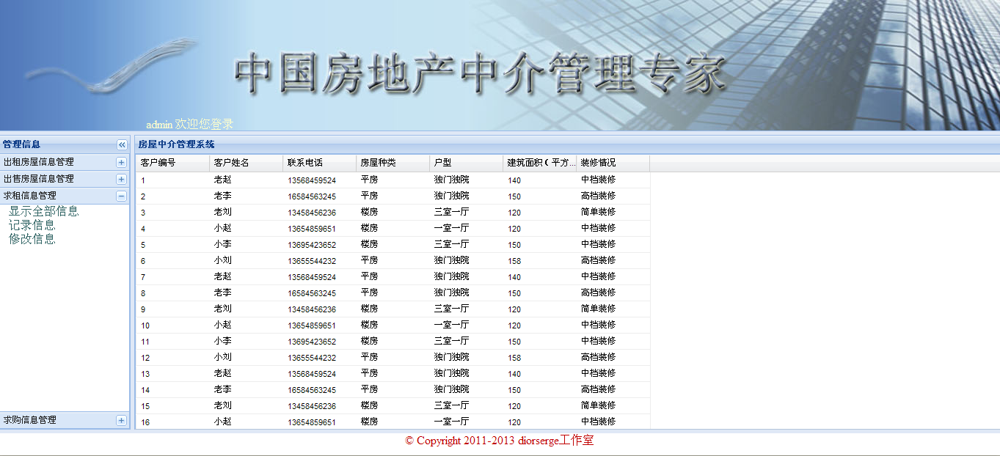 中国房地产中介管理专家
admin 欢迎您登录
管理信息
出租房屋信息管理
出售房屋信息管理
求租信息管理
显示全部信息
记录信息
修改信息
求购信息管理
房屋中介管理系统
客户编号 客户姓名 联系电话 房屋种类 户型 建筑面积（平方... 装修情况
1 老赵 13568459524 平房 独门独院 140 中档装修
2 老李 16584563245 平房 独门独院 150 高档装修
3 老刘 13458456236 楼房 三室一厅 120 简单装修
4 小赵 13654859651 楼房 一室一厅 120 中档装修
5 小李 13695423652 楼房 三室一厅 150 中档装修
6 小刘 13655544232 平房 独门独院 158 高档装修
7 老赵 13568459524 平房 独门独院 140 中档装修
8 老李 16584563245 平房 独门独院 150 高档装修
9 老刘 13458456236 楼房 三室一厅 120 简单装修
10 小赵 13654859651 楼房 一室一厅 120 中档装修
11 小李 13695423652 楼房 三室一厅 150 中档装修
12 小刘 13655544232 平房 独门独院 158 高档装修
13 老赵 13568459524 平房 独门独院 140 中档装修
14 老李 16584563245 平房 独门独院 150 高档装修
15 老刘 13458456236 楼房 三室一厅 120 简单装修
16 小赵 13654859651 楼房 一室一厅 120 中档装修
© Copyright 2011-2013 diorserge工作室